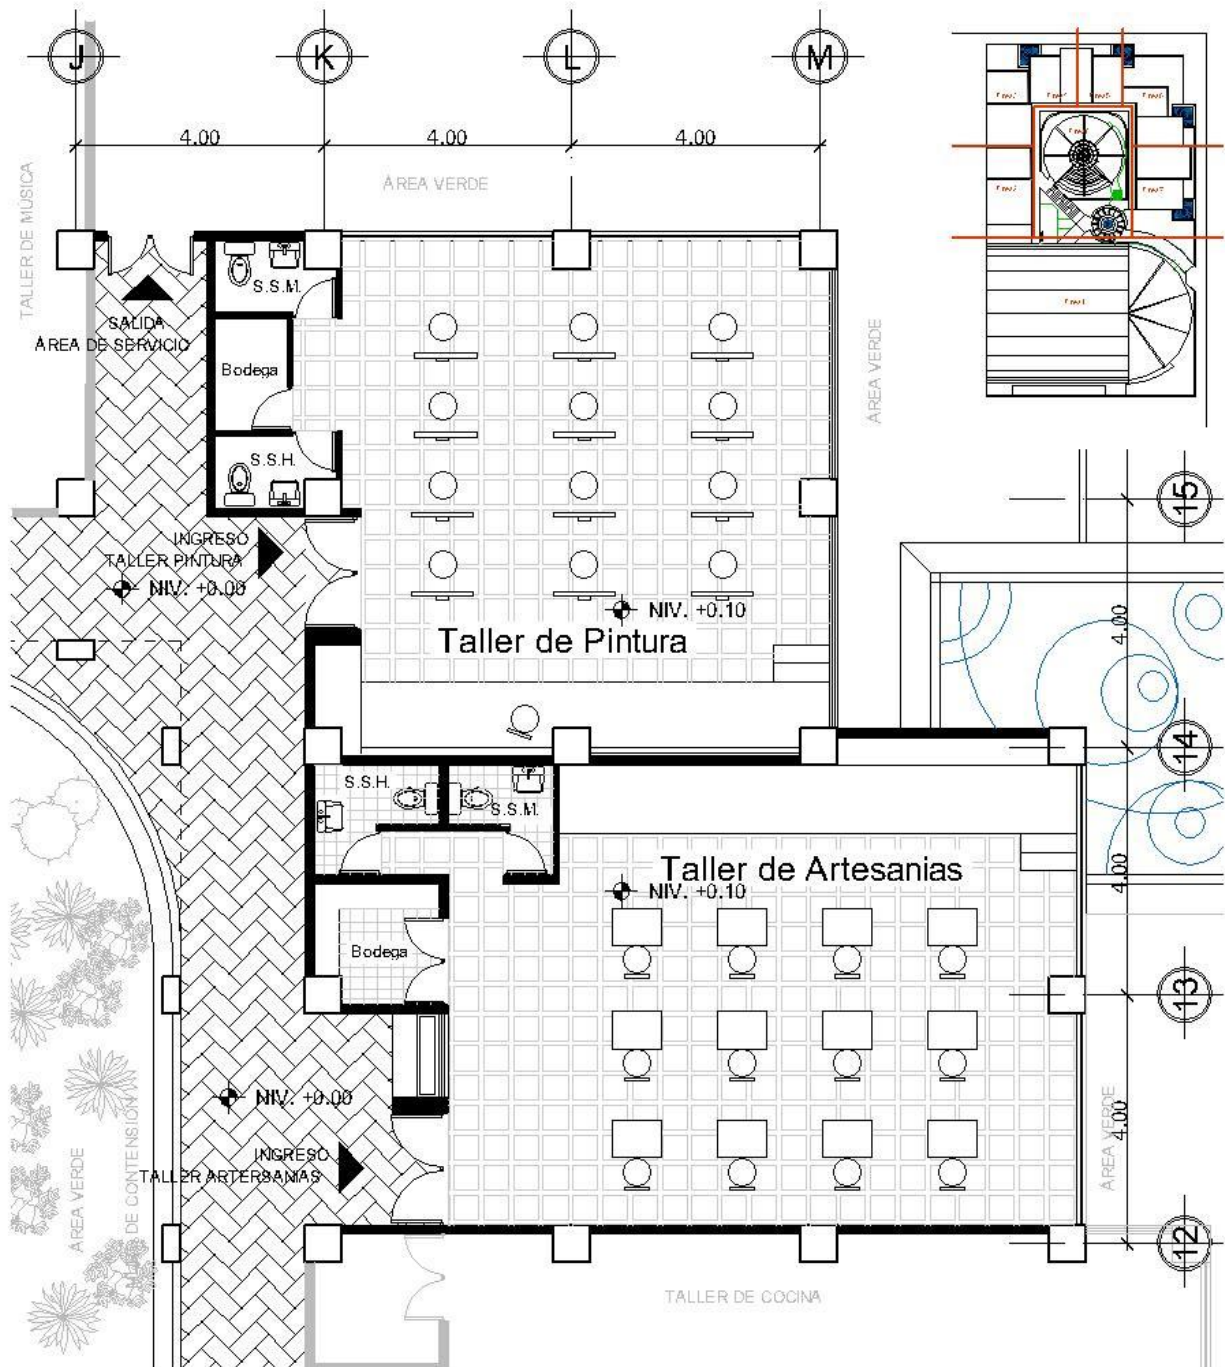 J K L M
4.00 4.00 4.00
TALLER DE MUSICA
ÁREA VERDE
S.S.M.
SALIDA
ÁREA DE SERVICIO
Bodega
ÁREA VERDE
S.S.H.
15
INGRESO
TALLER PINTURA
NIV. +0.00
NIV. +0.10
4.00
Taller de Pintura
14
S.S.H.
S.S.M.
Taller de Artesanias
NIV. +0.10
4.00
Bodega
13
NIV. +0.00
4.00
INGRESO
TALLER ARTERSANIAS
ÁREA VERDE
DE CONTENSION
ÁREA VERDE
12
TALLER DE COCINA